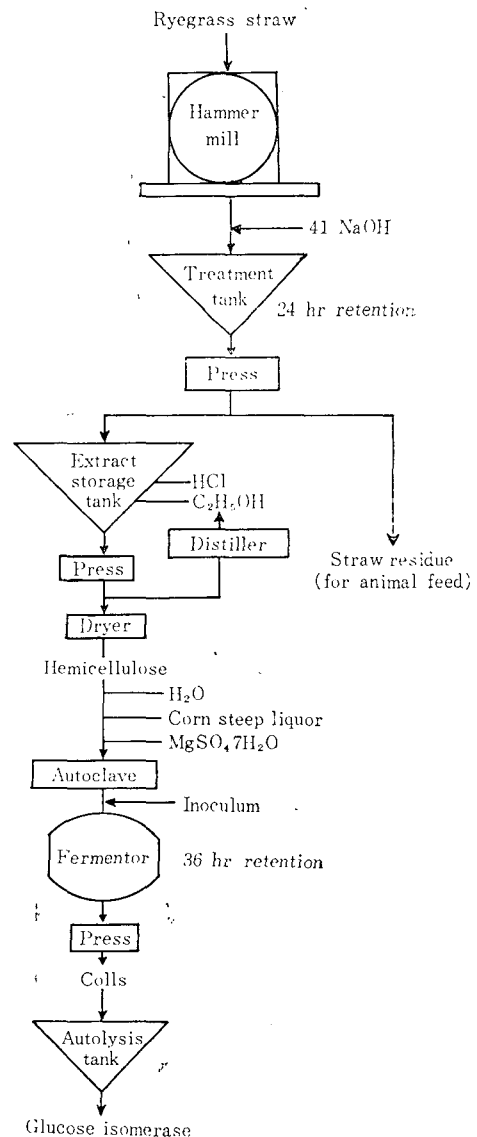 Ryegrass straw
Hammer
mill
41 NaOH
Treatment
tank
24 hr retention
Press
Extract
storage
tank
HCl
C₂H₅OH
Distiller
Press
Straw residue
(for animal feed)
Dryer
Hemicellulose
H₂O
Corn steep liquor
MgSO₄ 7H₂O
Autoclave
Inoculum
Fermentor
36 hr retention
Press
Colls
Autolysis
tank
Glucose isomerase